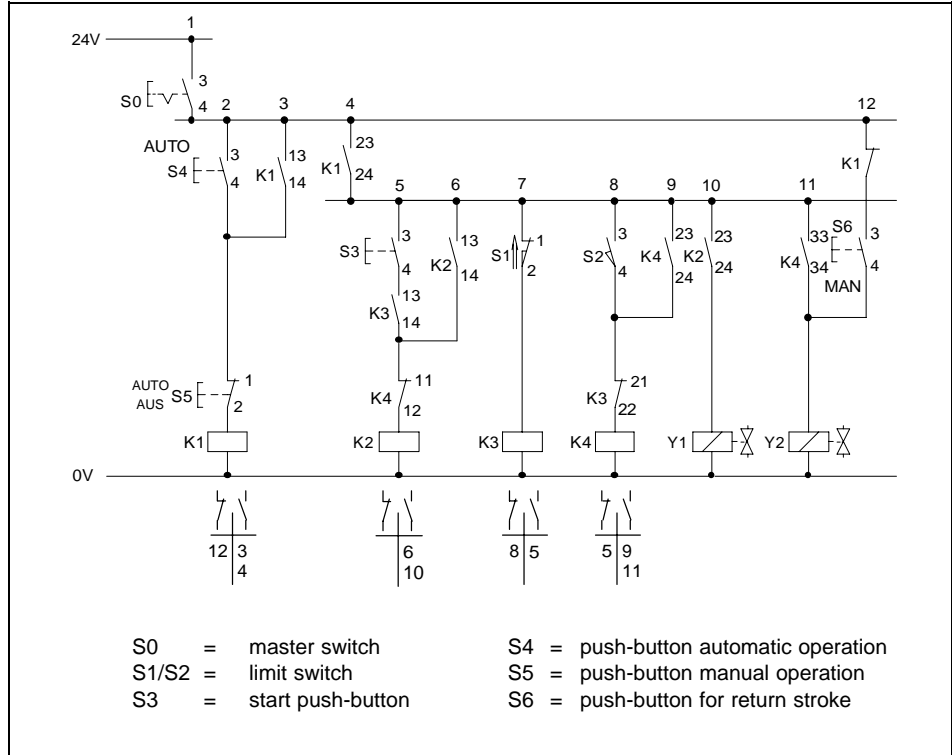 1
24V
3
S0
4
2
3
4
12
AUTO
3
S4
4
13
K1
14
23
K1
24
K1
5
6
7
8
9
10
11
3
S3
4
13
K2
14
1
S1
2
3
S2
4
23
K4
24
23
K2
24
33
K4
34
S6
3
4
MAN
13
K3
14
AUTO
AUS
S5
1
2
11
K4
12
21
K3
22
K1
K2
K3
K4
Y1
Y2
0V
12 3
4
6
10
8 5
5 9
11
S0 = master switch
S1/S2 = limit switch
S3 = start push-button
S4 = push-button automatic operation
S5 = push-button manual operation
S6 = push-button for return stroke